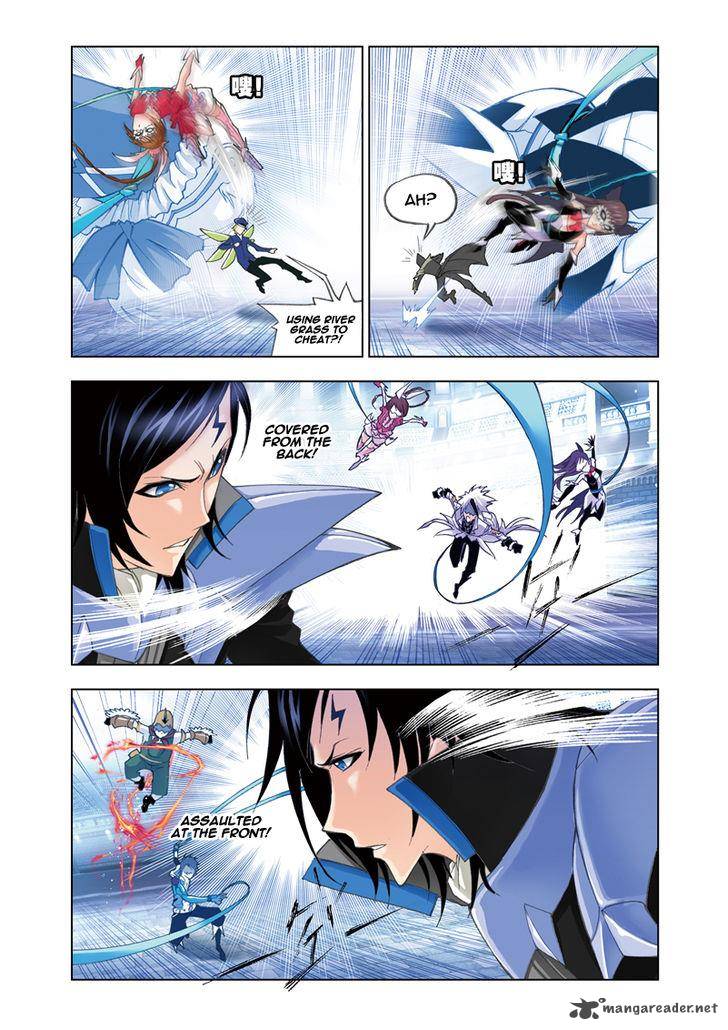 嗖!
USING RIVER
GRASS TO
CHEAT?!
嗖!
AH?
COVERED
FROM THE
BACK!
ASSAULTED
AT THE FRONT!
mangareader.net